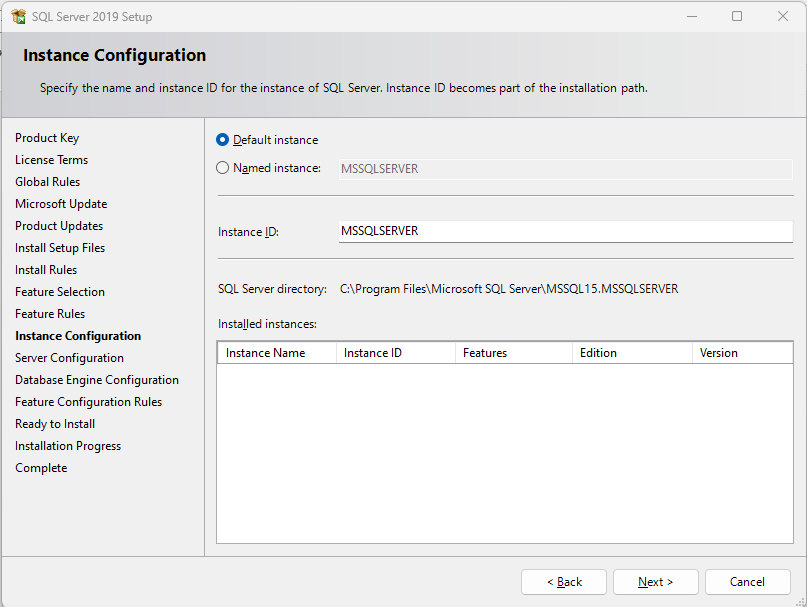 SQL Server 2019 Setup
Instance Configuration
Specify the name and instance ID for the instance of SQL Server. Instance ID becomes part of the installation path.
Product Key
License Terms
Global Rules
Microsoft Update
Product Updates
Install Setup Files
Install Rules
Feature Selection
Feature Rules
Instance Configuration
Server Configuration
Database Engine Configuration
Feature Configuration Rules
Ready to Install
Installation Progress
Complete
Default instance
Named instance: MSSQLSERVER
Instance ID: MSSQLSERVER
SQL Server directory: C:\Program Files\Microsoft SQL Server\MSSQL15.MSSQLSERVER
Installed instances:
Instance Name Instance ID Features Edition Version
< Back Next > Cancel